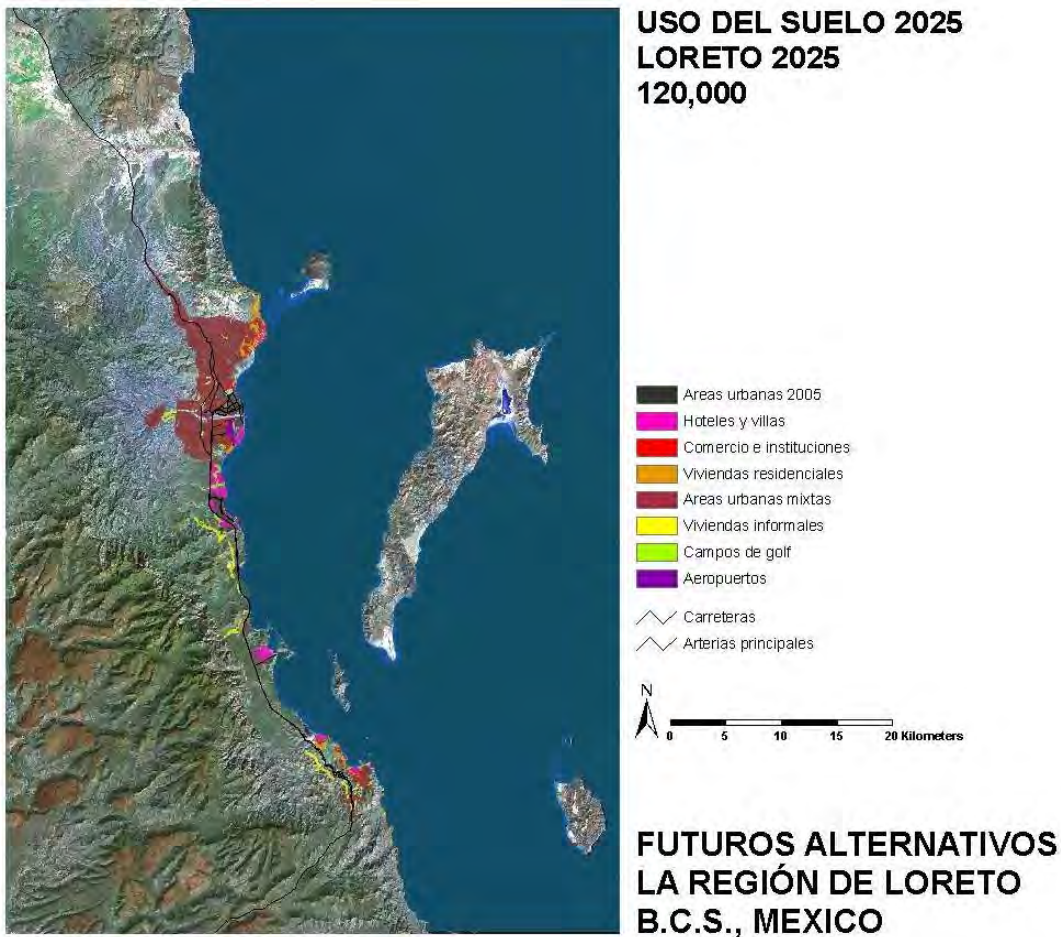 USO DEL SUELO 2025
LORETO 2025
120,000
Areas urbanas 2005
Hoteles y villas
Comercio e instituciones
Viviendas residenciales
Areas urbanas mixtas
Viviendas informales
Campos de golf
Aeropuertos
Carreteras
Arterias principales
N
0 5 10 15 20 Kilometers
FUTUROS ALTERNATIVOS
LA REGIÓN DE LORETO
B.C.S., MEXICO